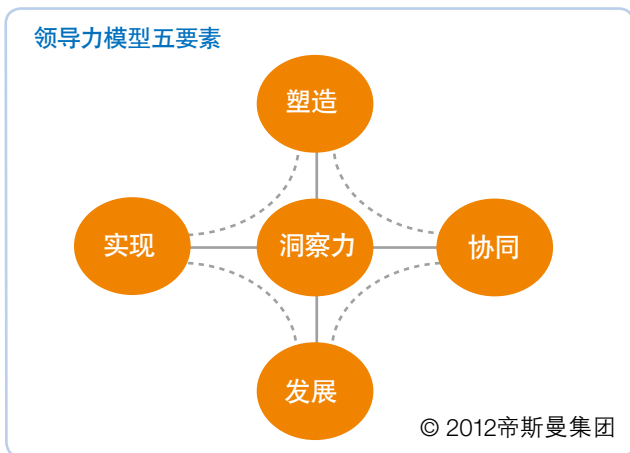 领导力模型五要素
塑造
实现
洞察力
协同
发展
© 2012帝斯曼集团